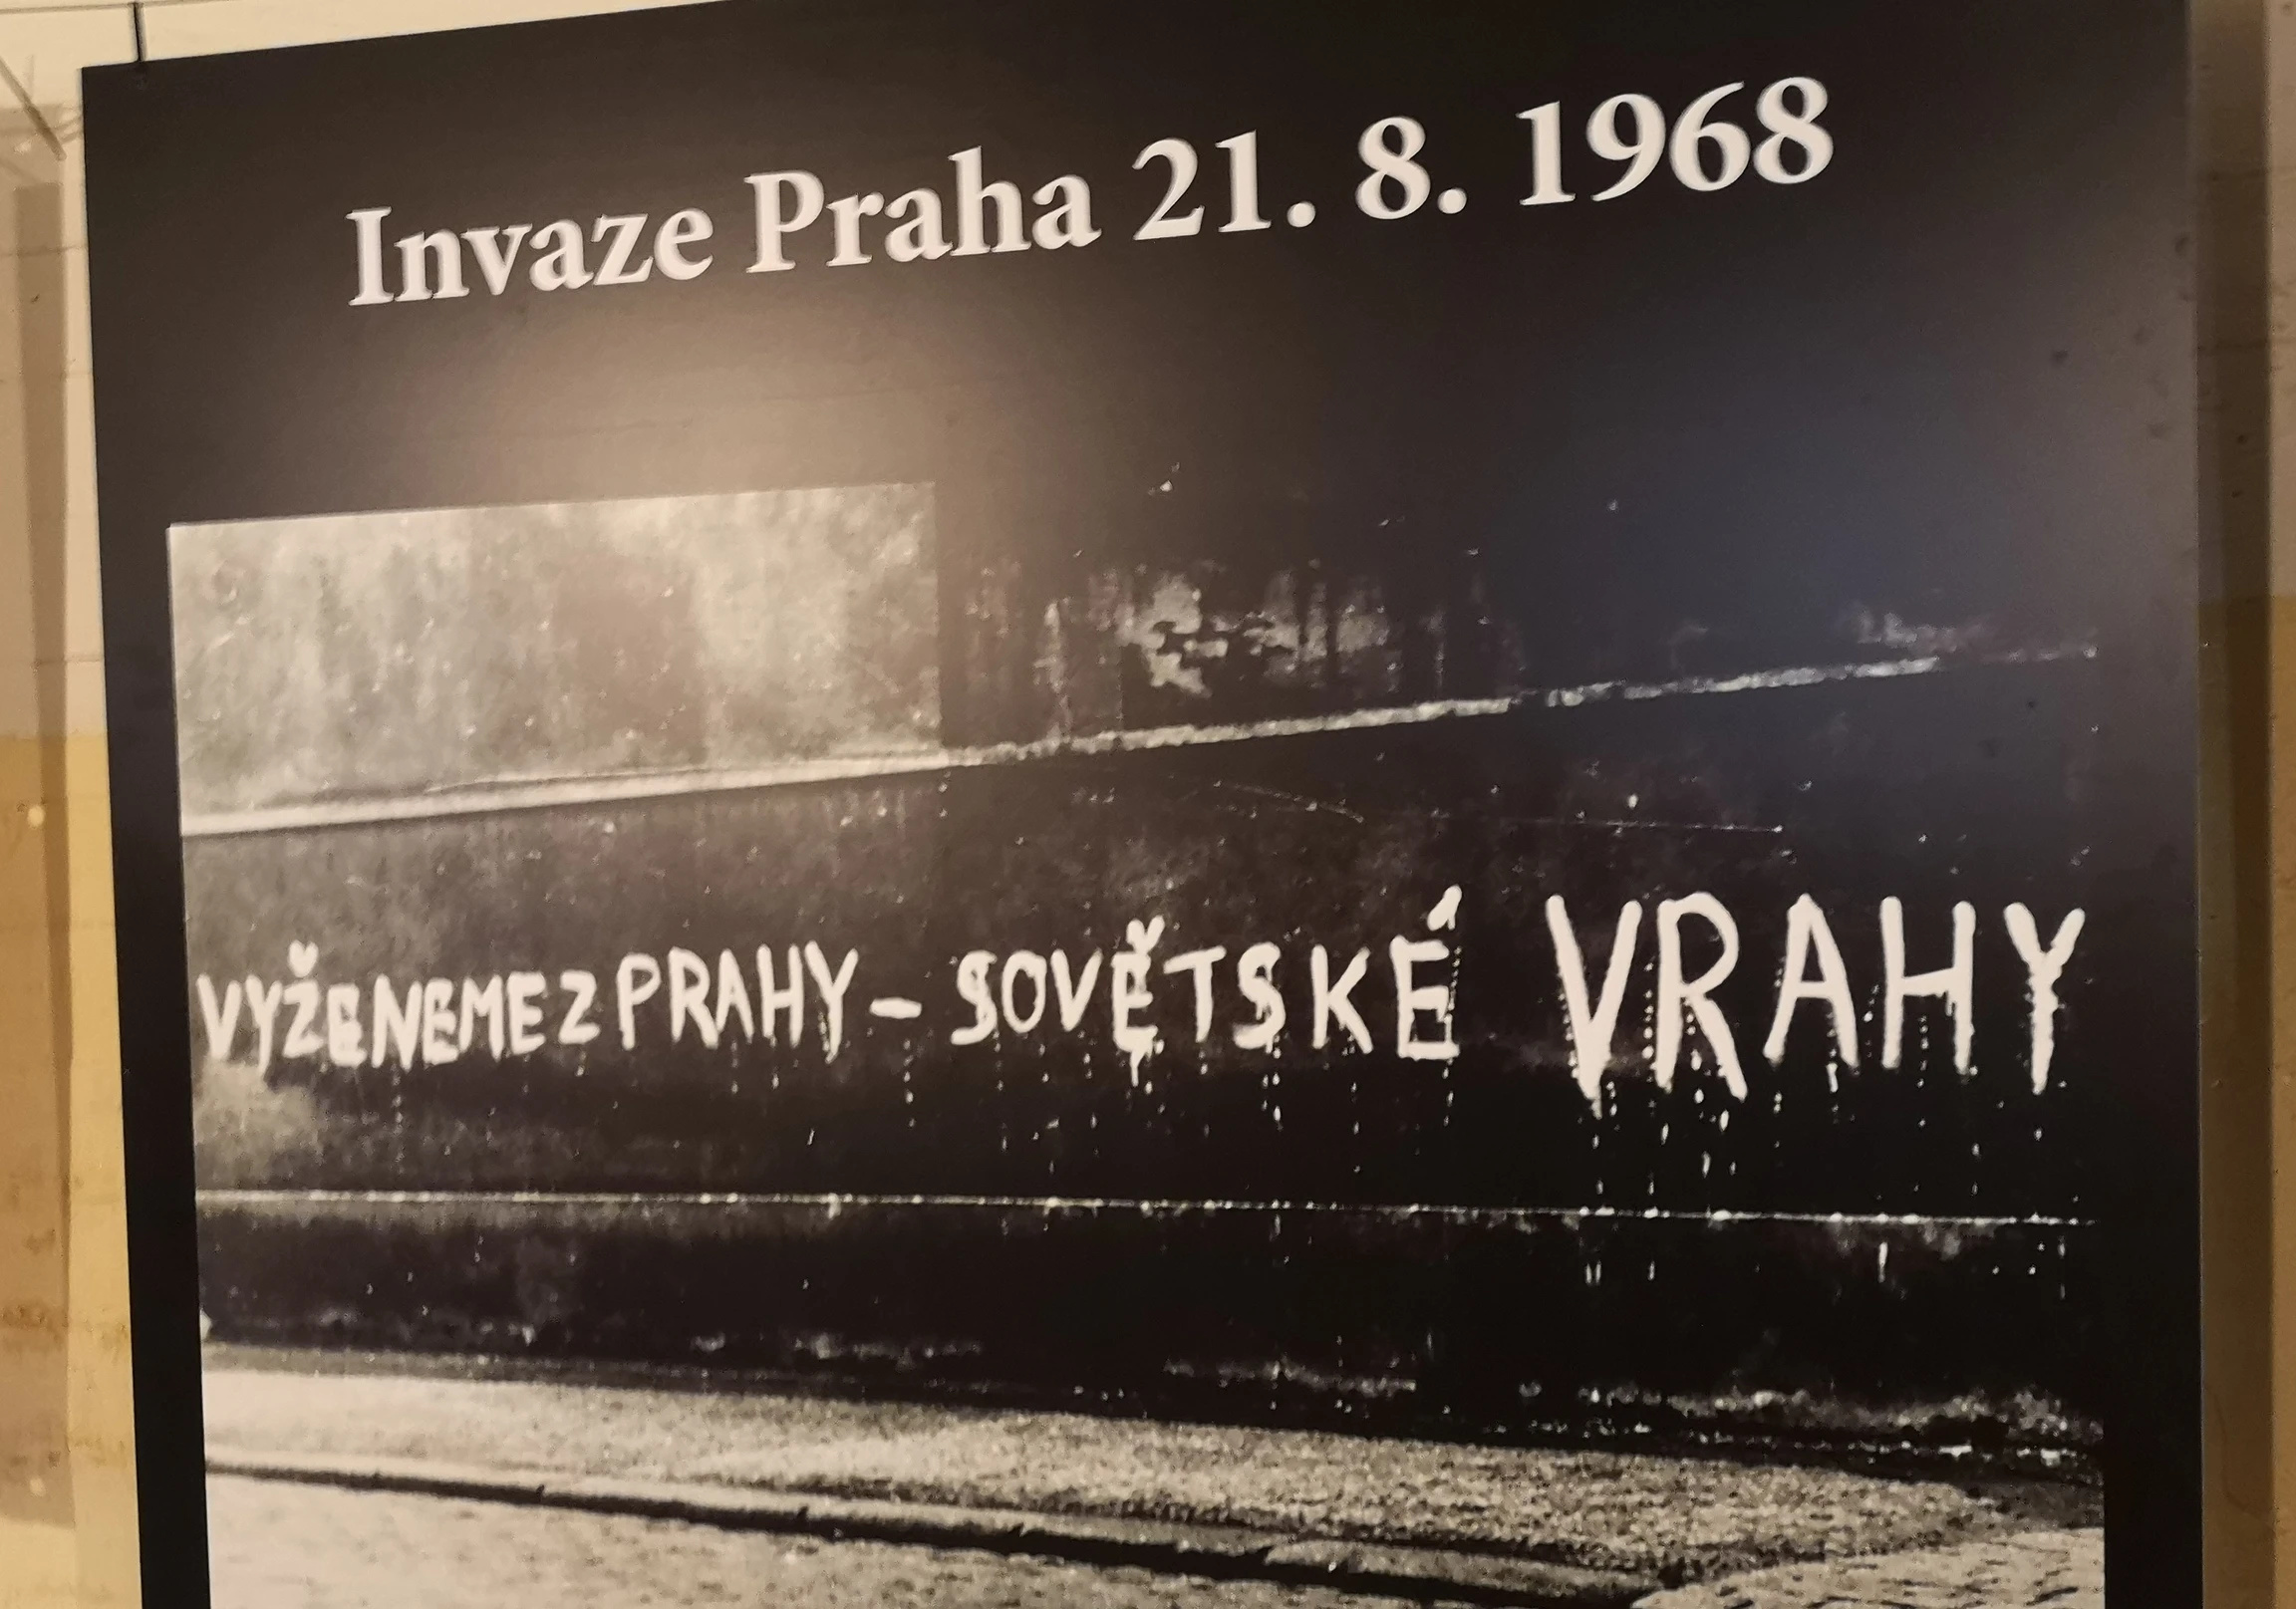 Invaze Praha 21. 8. 1968
VYŽENEME Z PRAHY – SOVĚTSKÉ VRAHY